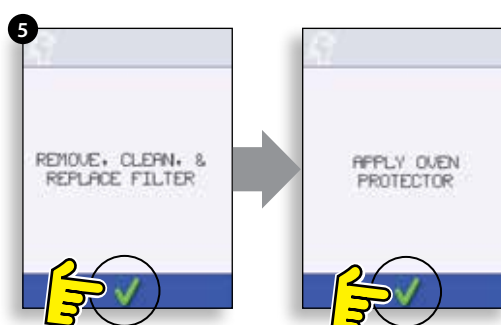 5
REMOVE, CLEAN, &
REPLACE FILTER
APPLY OVEN
PROTECTOR